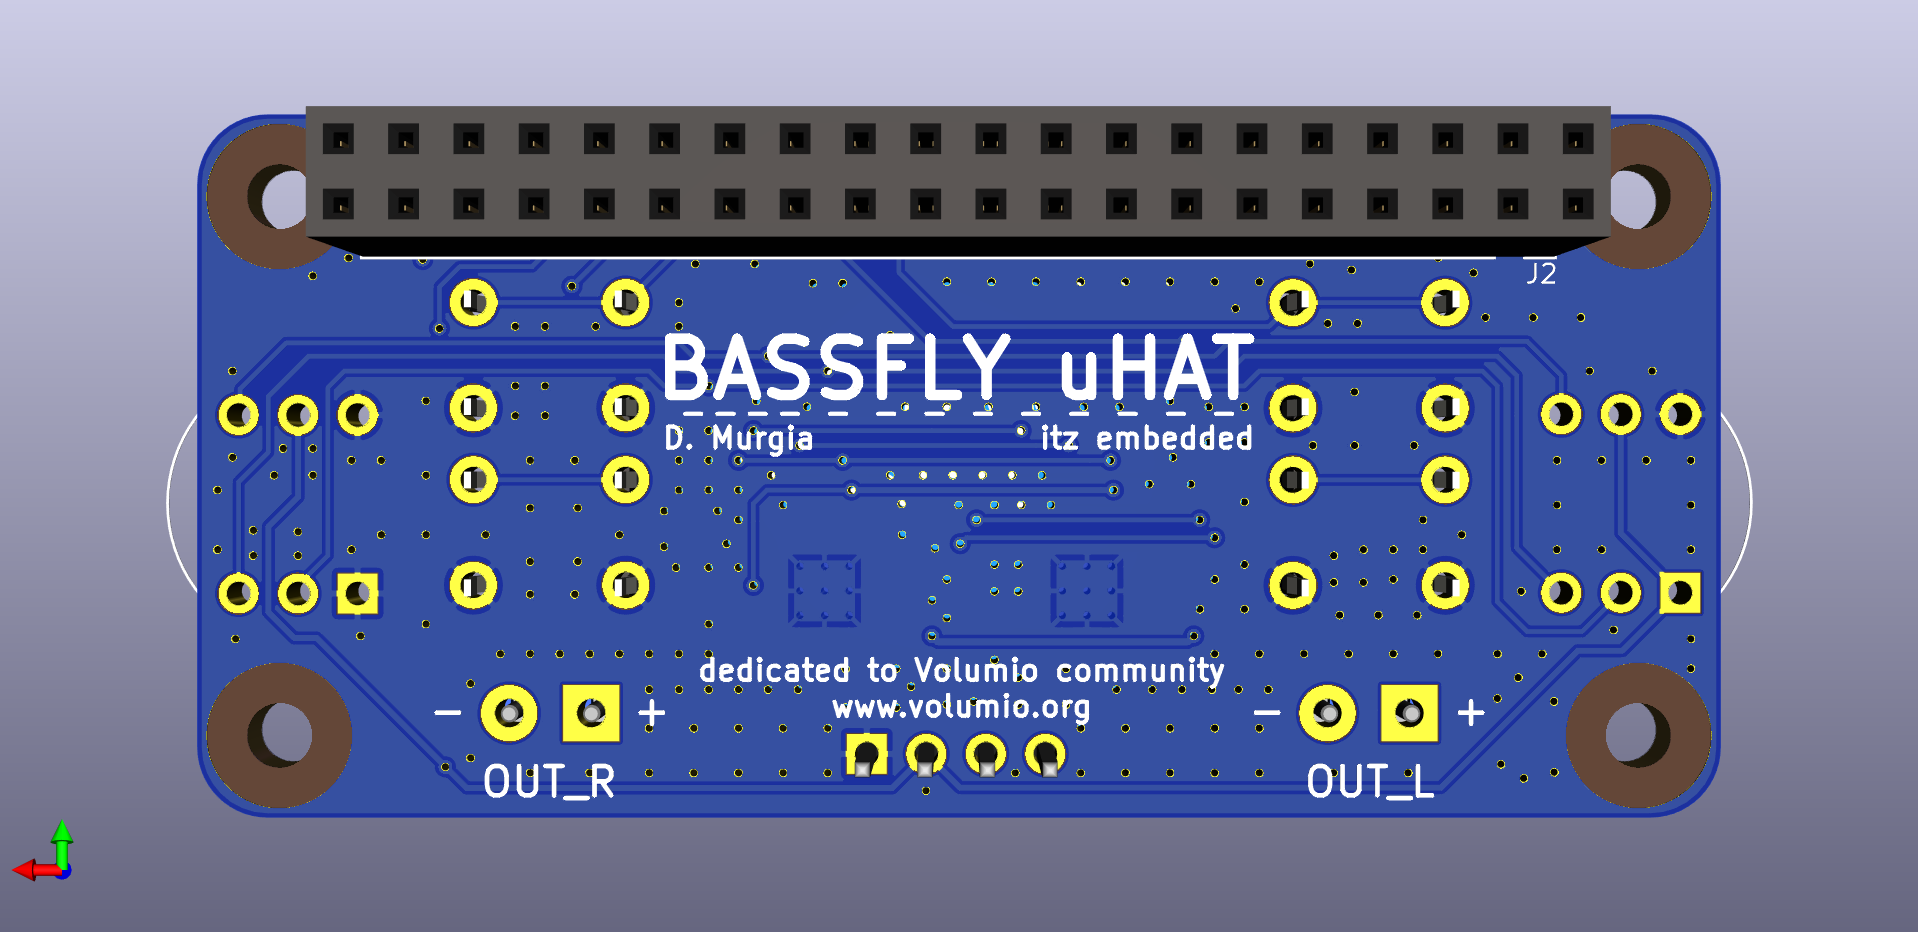 J2
BASSFLY uHAT
D. Murgia itz embedded
dedicated to Volumio community
www.volumio.org
- + - +
OUT_R OUT_L